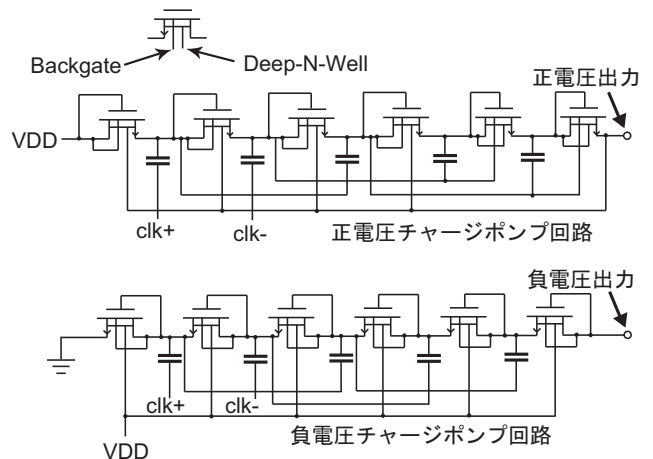 Backgate
Deep-N-Well
正電圧出力
VDD
clk+
clk-
正電圧チャージポンプ回路
負電圧出力
clk+
clk-
負電圧チャージポンプ回路
VDD